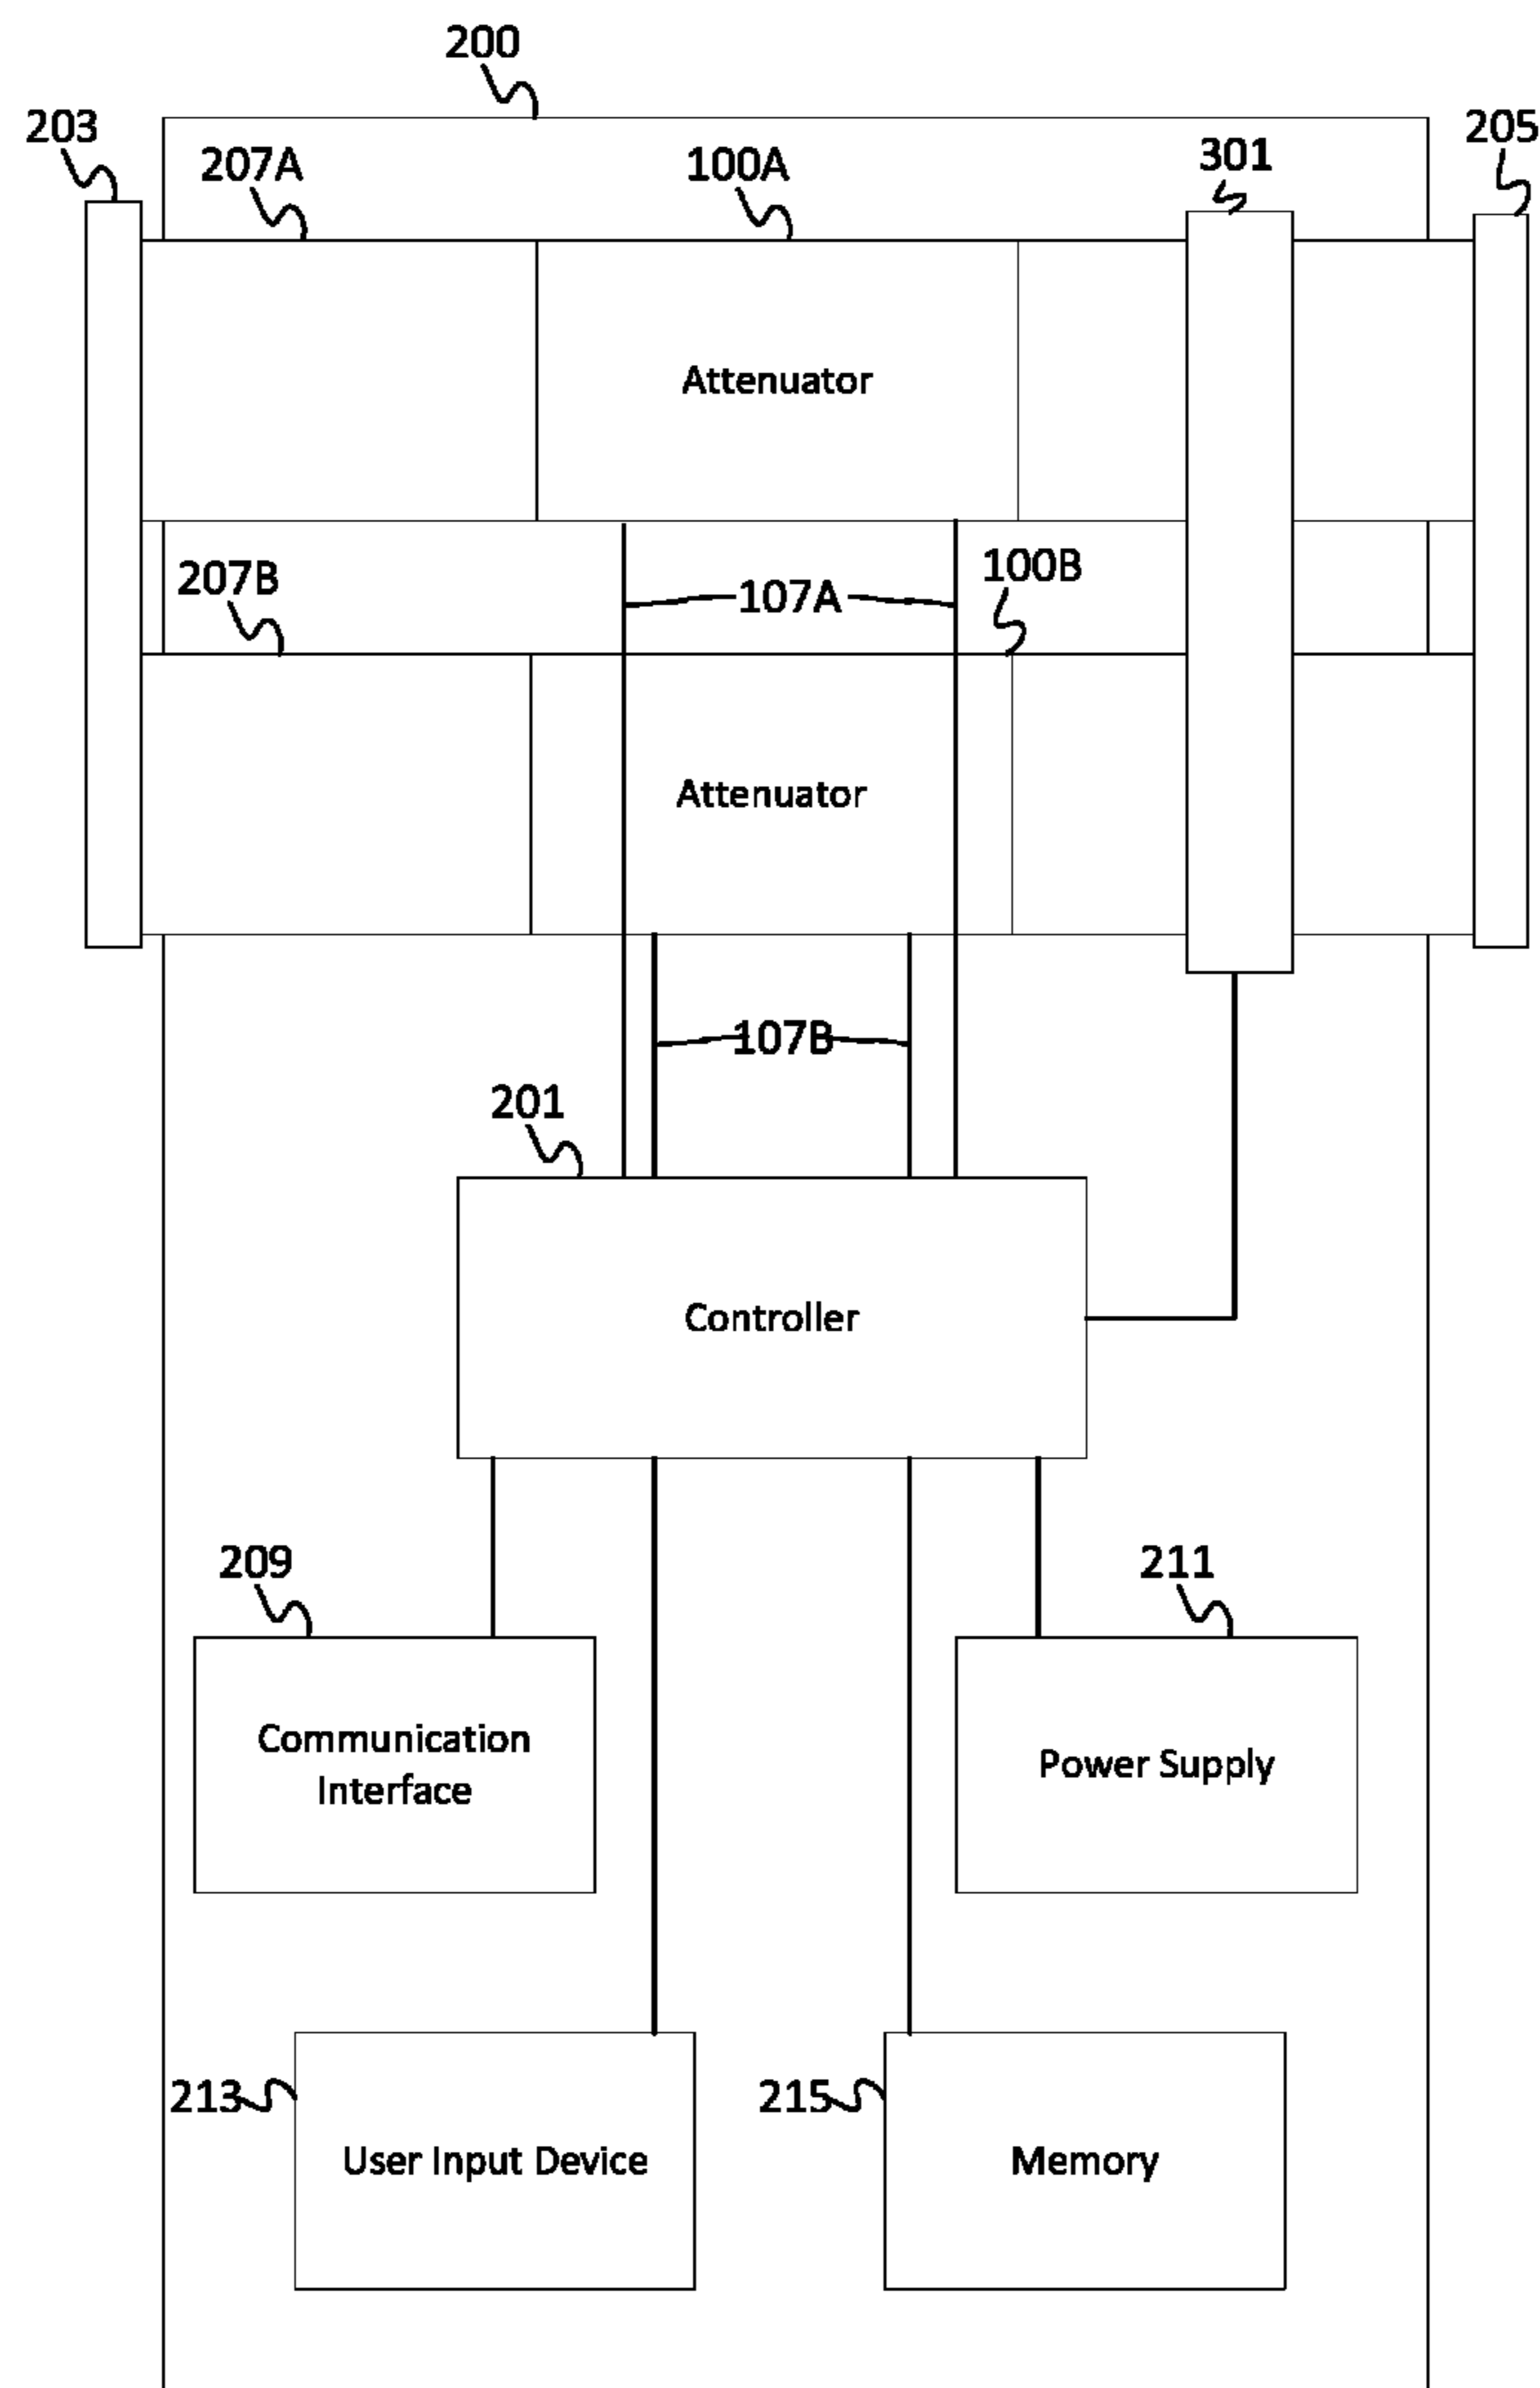 200
203
205
301
207A
100A
Attenuator
100B
207B
107A
Attenuator
107B
201
Controller
209
211
Communication
Interface
Power Supply
213
215
User Input Device
Memory